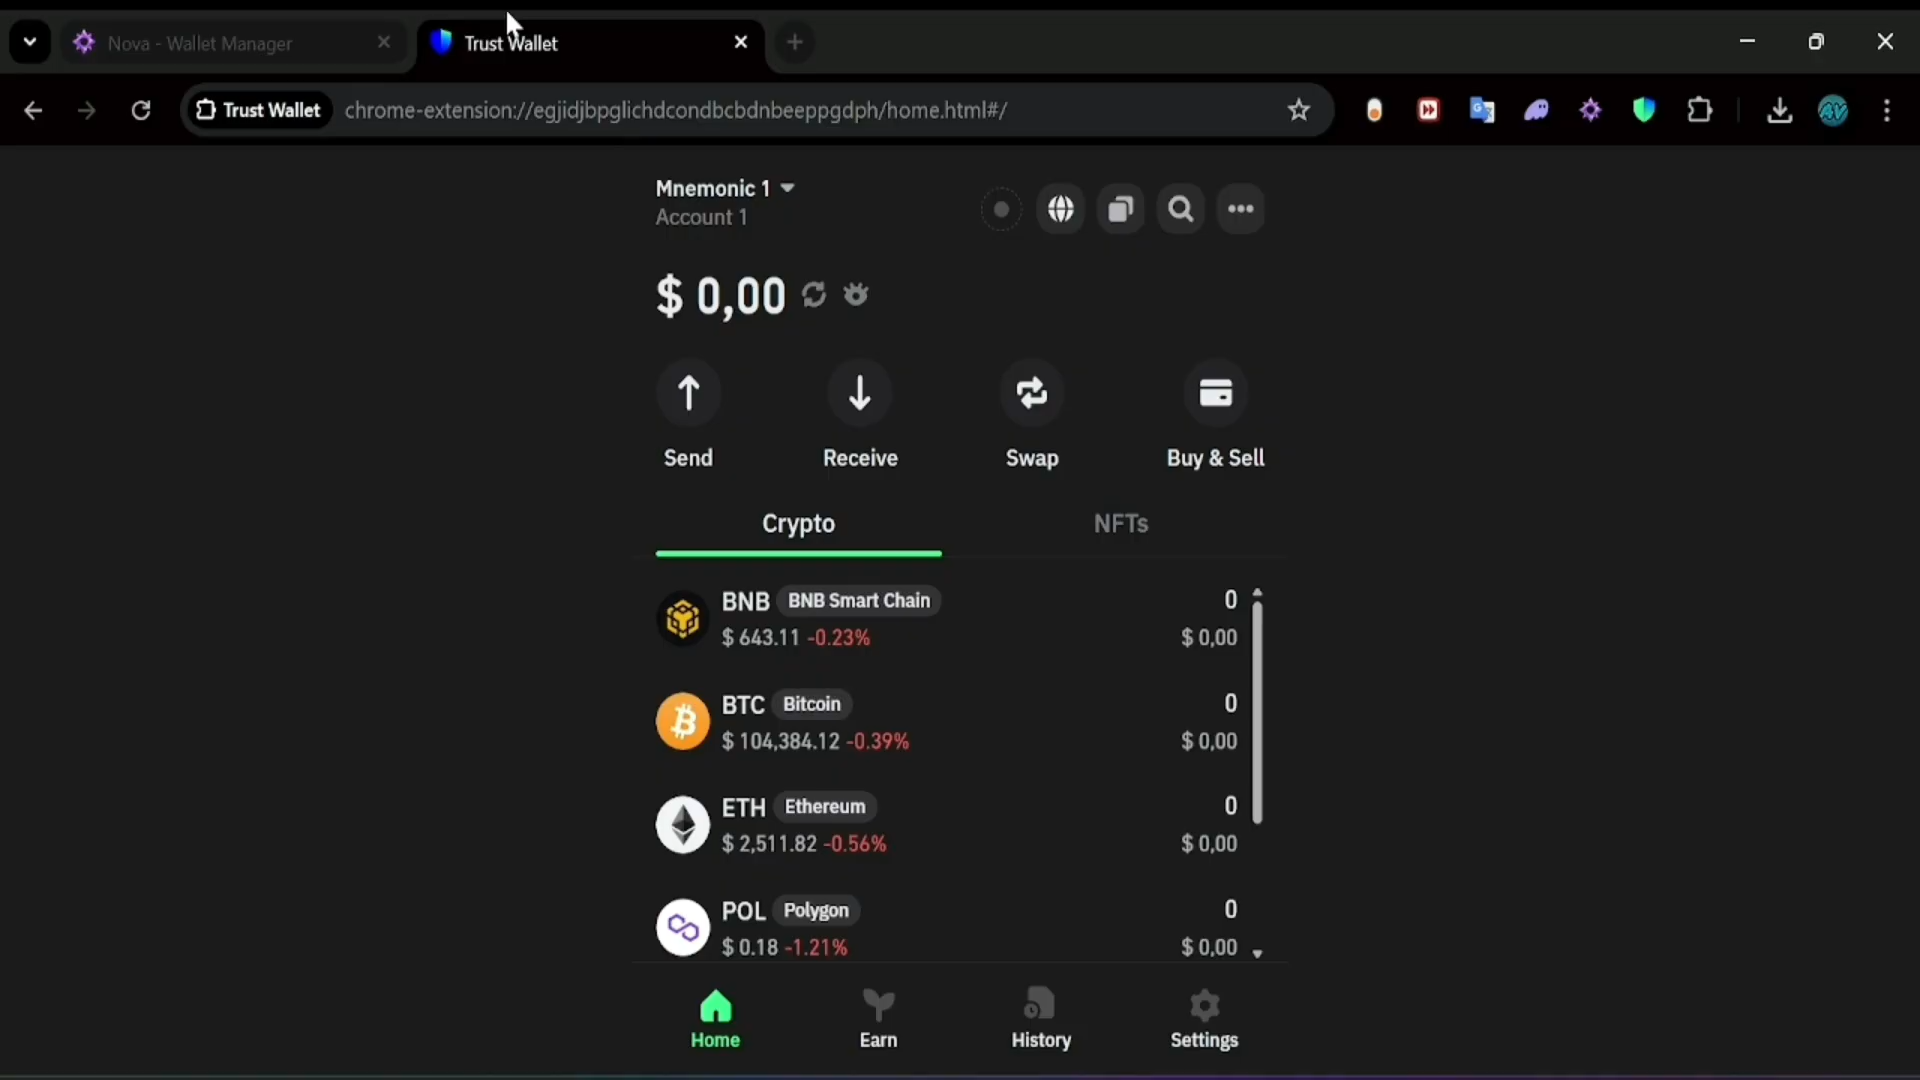 Nova - Wallet Manager
Trust Wallet
Trust Wallet chrome-extension://egjidjbpglichdcondbcbdnbeeppgdph/home.html#/
Mnemonic 1
Account 1
$ 0,00
Send Receive Swap Buy & Sell
Crypto NFTs
BNB BNB Smart Chain 0
$ 643.11 -0.23% $ 0,00
BTC Bitcoin 0
$ 104,384.12 -0.39% $ 0,00
ETH Ethereum 0
$ 2,511.82 -0.56% $ 0,00
POL Polygon 0
$ 0.18 -1.21% $ 0,00
Home Earn History Settings